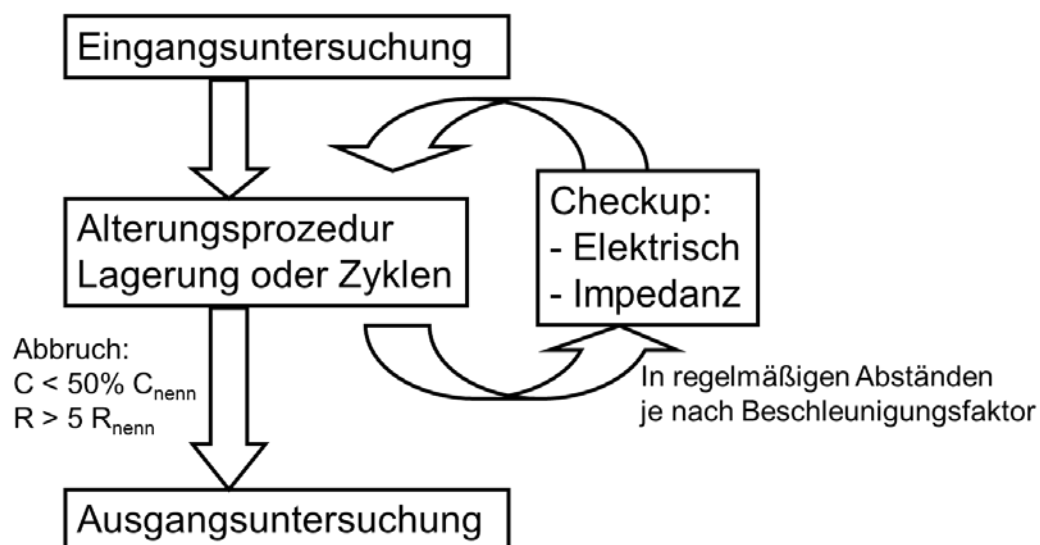 Eingangsuntersuchung
Alterungsprozedur
Lagerung oder Zyklen
Checkup:
- Elektrisch
- Impedanz
In regelmäßigen Abständen
je nach Beschleunigungsfaktor
Abbruch:
C < 50% Cnenn
R > 5 Rnenn
Ausgangsuntersuchung